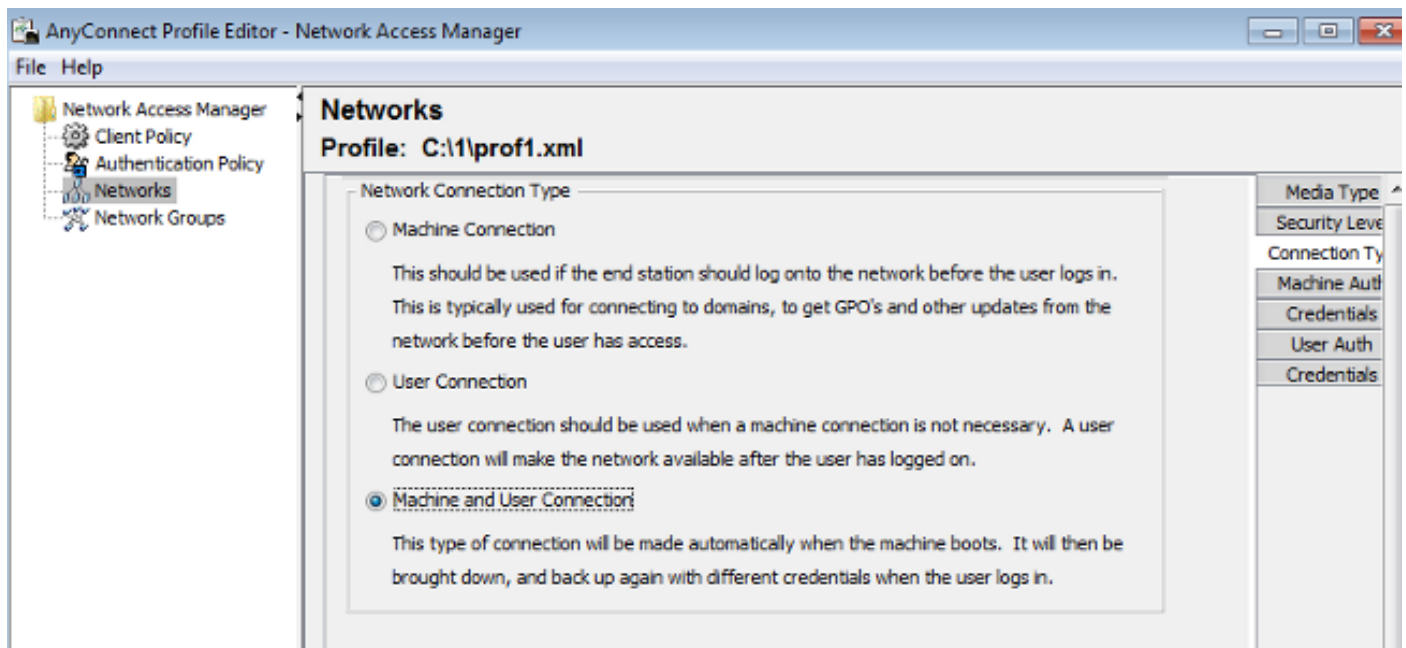 AnyConnect Profile Editor - Network Access Manager
File Help
Network Access Manager
Client Policy
Authentication Policy
Networks
Network Groups
Networks
Profile: C:\1\prof1.xml
Network Connection Type
Machine Connection
This should be used if the end station should log onto the network before the user logs in.
This is typically used for connecting to domains, to get GPO's and other updates from the
network before the user has access.
User Connection
The user connection should be used when a machine connection is not necessary. A user
connection will make the network available after the user has logged on.
Machine and User Connection
This type of connection will be made automatically when the machine boots. It will then be
brought down, and back up again with different credentials when the user logs in.
Media Type
Security Leve
Connection Ty
Machine Auth
Credentials
User Auth
Credentials